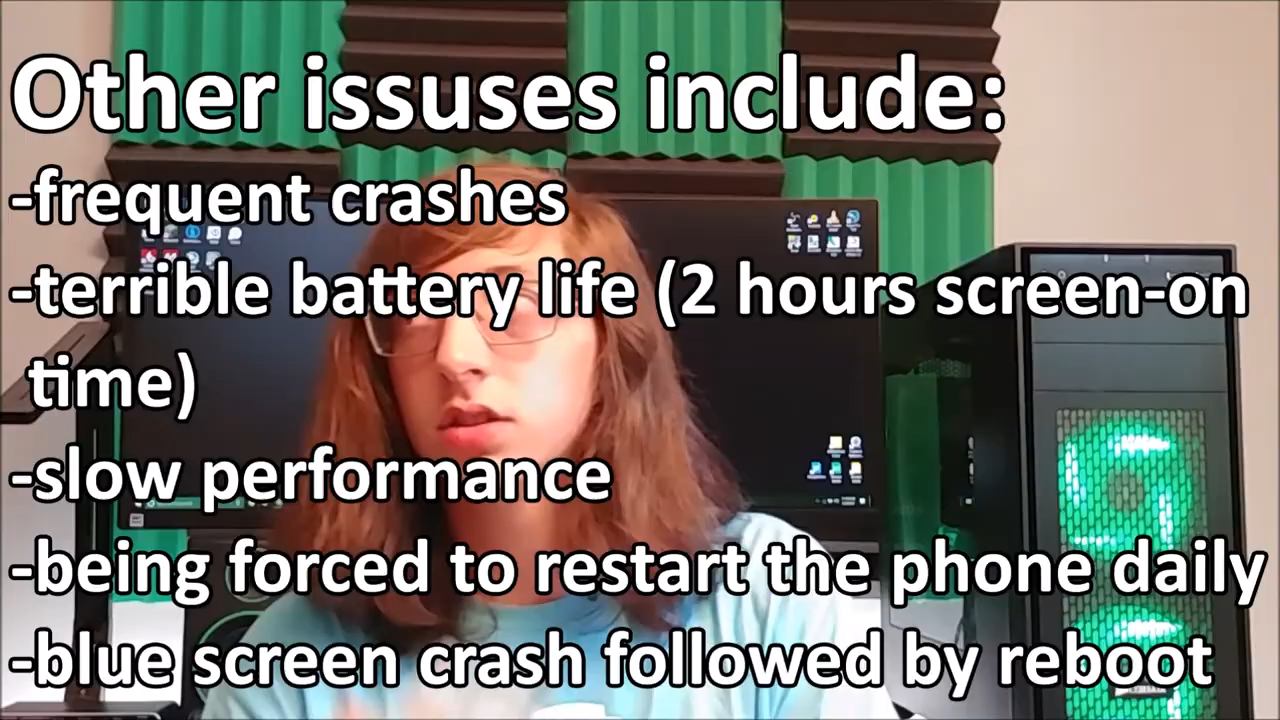 Other issuses include:
-frequent crashes
-terrible battery life (2 hours screen-on
time)
-slow performance
-being forced to restart the phone daily
-blue screen crash followed by reboot